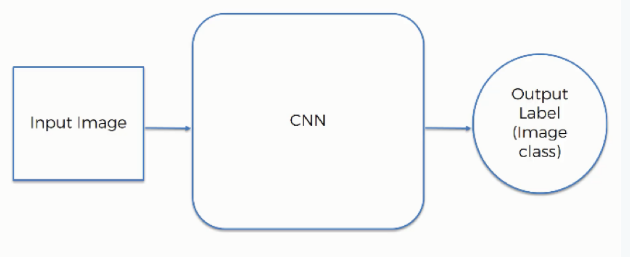 Input Image
CNN
Output
Label
(Image
class)